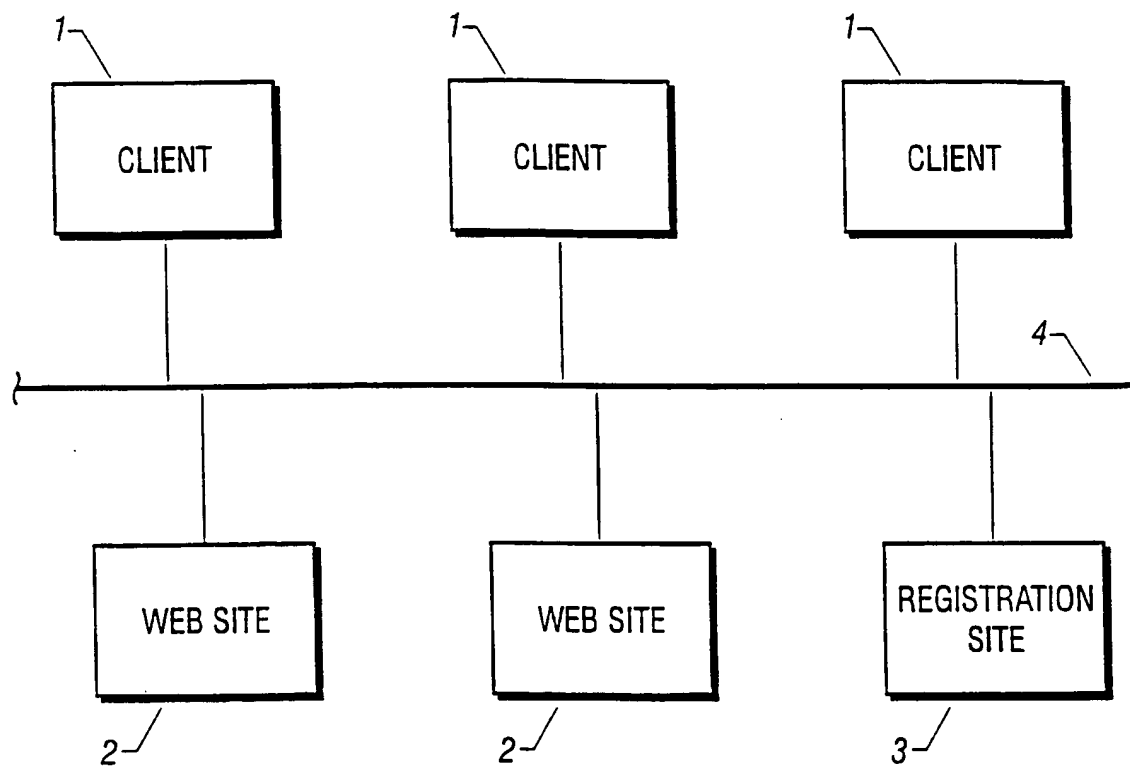 1 1 1
CLIENT CLIENT CLIENT
4
WEB SITE WEB SITE REGISTRATION
SITE
2 2 3